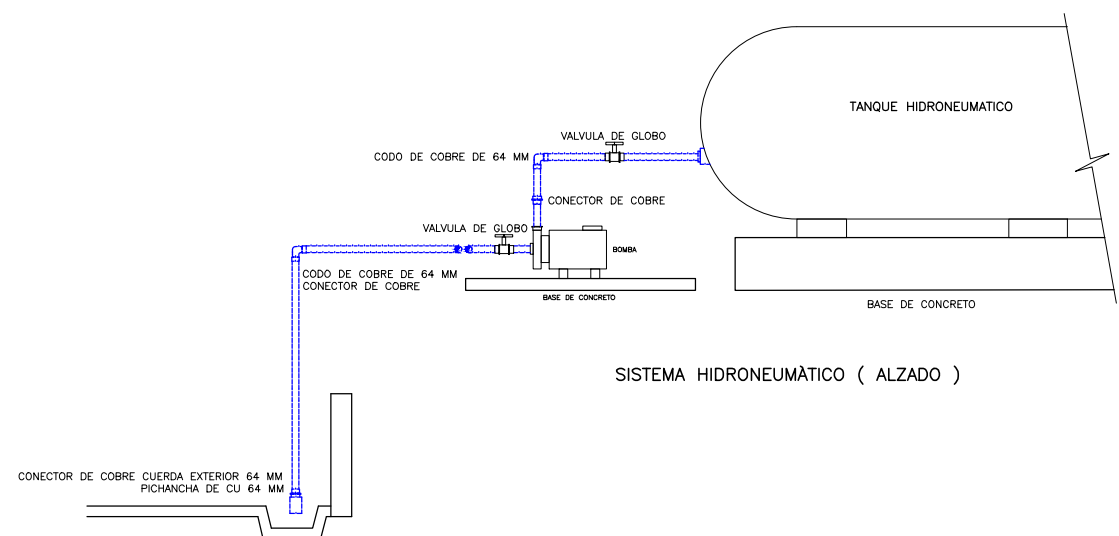 TANQUE HIDRONEUMATICO
VALVULA DE GLOBO
CODO DE COBRE DE 64 MM
CONECTOR DE COBRE
VALVULA DE GLOBO
BOMBA
CODO DE COBRE DE 64 MM
CONECTOR DE COBRE
BASE DE CONCRETO
BASE DE CONCRETO
SISTEMA HIDRONEUMÀTICO ( ALZADO )
CONECTOR DE COBRE CUERDA EXTERIOR 64 MM
PICHANCHA DE CU 64 MM